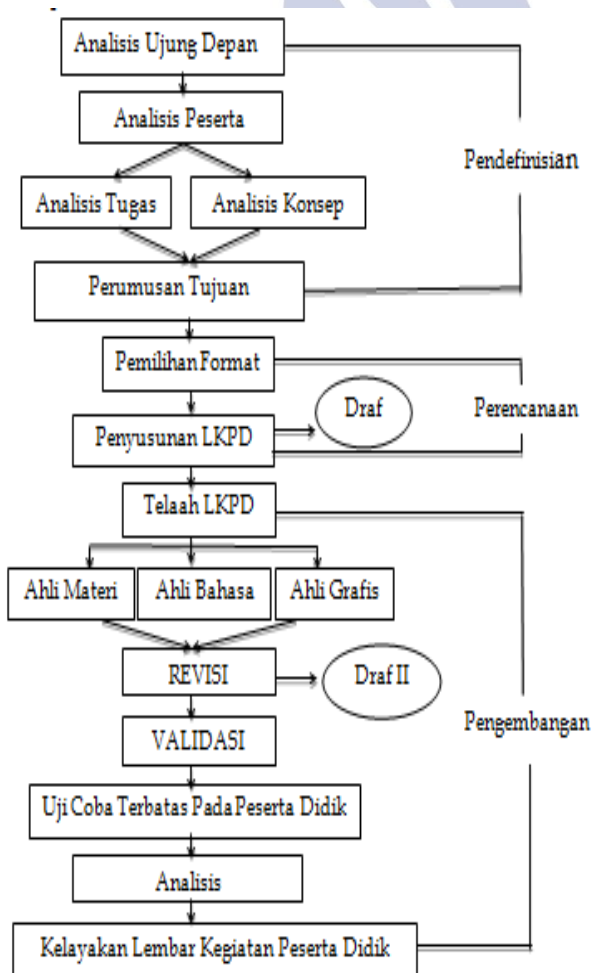 Analisis Ujung Depan
Analisis Peserta
Pendefinisian
Analisis Tugas
Analisis Konsep
Perumusan Tujuan
Pemilihan Format
Draf
Perencanaan
Penyusunan LKPD
Telaah LKPD
Ahli Materi
Ahli Bahasa
Ahli Grafis
REVISI
Draf II
Pengembangan
VALIDASI
Uji Coba Terbatas Pada Peserta Didik
Analisis
Kelayakan Lembar Kegiatan Peserta Didik